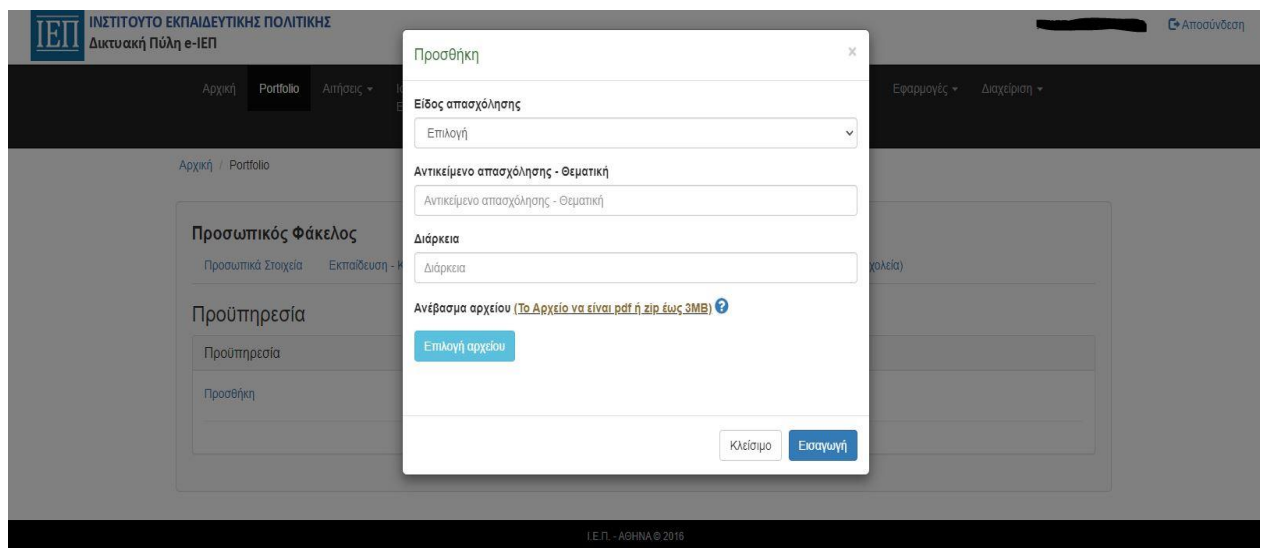 ΙΕΠ
ΙΝΣΤΙΤΟΥΤΟ ΕΚΠΑΙΔΕΥΤΙΚΗΣ ΠΟΛΙΤΙΚΗΣ
Δικτυακή Πύλη e-ΙΕΠ
Αποσύνδεση
Αρχική Portfolio Αιτήσεις Εφαρμογές Διαχείριση
Αρχική / Portfolio
Προσωπικός Φάκελος
Προσωπικά Στοιχεία Εκπαίδευση -
Προϋπηρεσία
Προϋπηρεσία
Προσθήκη
Προσθήκη
×
Είδος απασχόλησης
Επιλογή
Αντικείμενο απασχόλησης - Θεματική
Αντικείμενο απασχόλησης - Θεματική
Διάρκεια
Διάρκεια
Ανέβασμα αρχείου (Το Αρχείο να είναι pdf ή zip έως 3MB) ?
Επιλογή αρχείου
Κλείσιμο Εισαγωγή
Ι.Ε.Π. - ΑΘΗΝΑ © 2016